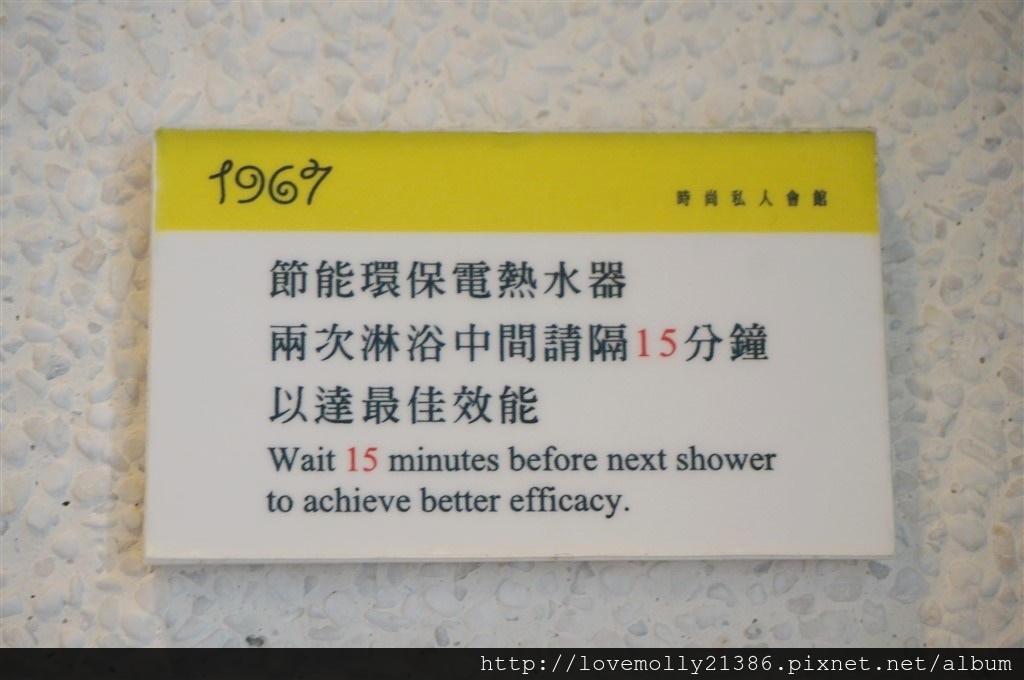 1967
時尚私人會館
節能環保電熱水器
兩次淋浴中間請隔15分鐘
以達最佳效能
Wait 15 minutes before next shower
to achieve better efficacy.
http://lovemolly21386.pixnet.net/album